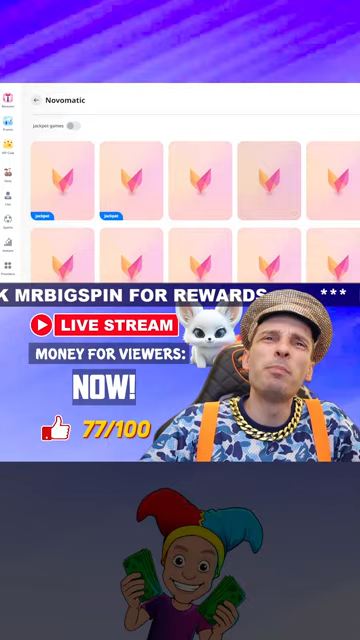 Novomatic
jackpot games
jackpot
jackpot
K MRBIGSPIN FOR REWARDS
***
LIVE STREAM
MONEY FOR VIEWERS:
NOW!
77/100